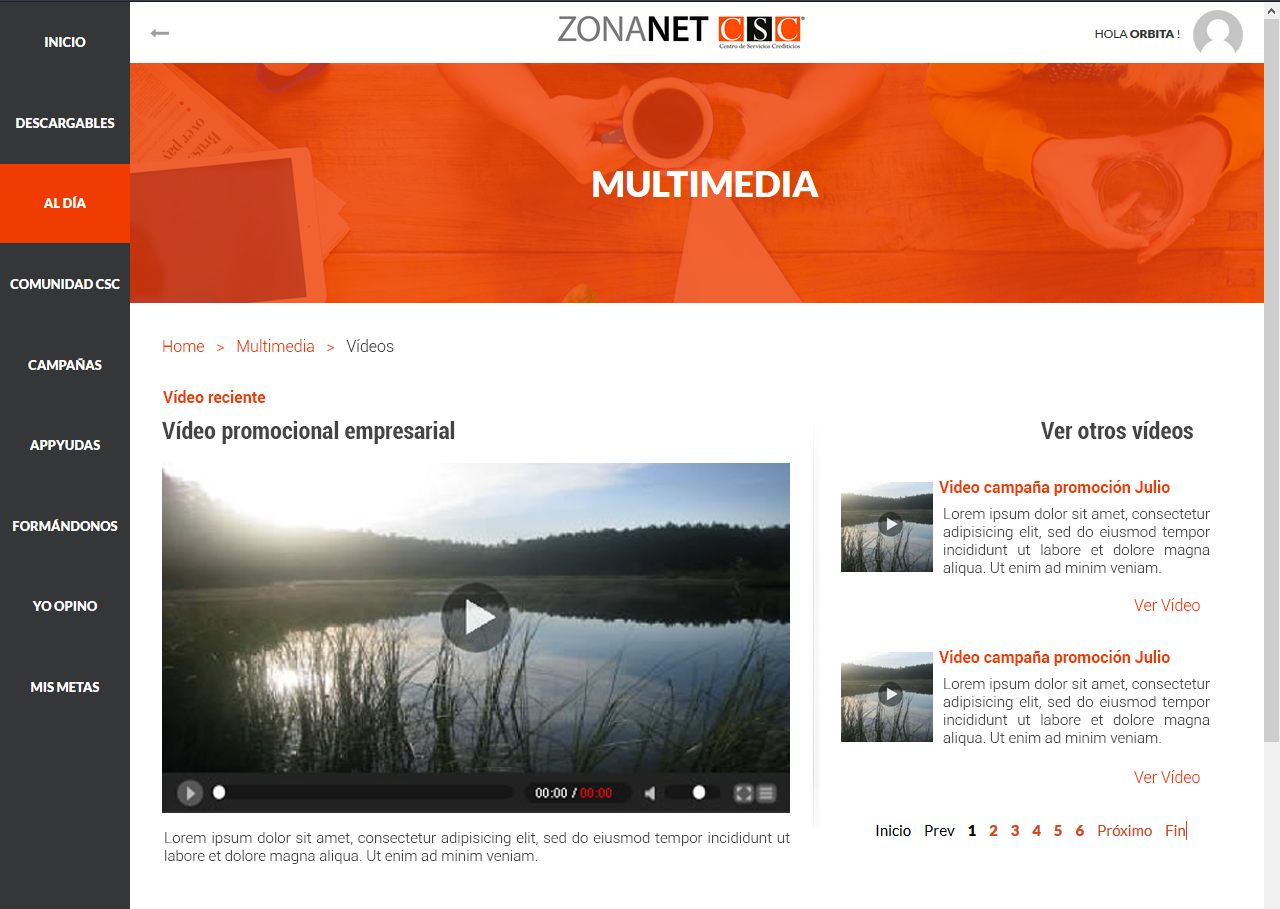 INICIO
DESCARGABLES
AL DÍA
COMUNIDAD CSC
CAMPAÑAS
APPYUDAS
FORMÁNDONOS
YO OPINO
MIS METAS
ZONANET CSC
Centro de Servicios Crediticios
HOLA ORBITA !
MULTIMEDIA
Home > Multimedia > Vídeos
Vídeo reciente
Vídeo promocional empresarial
00:00 / 00:00
Lorem ipsum dolor sit amet, consectetur adipisicing elit, sed do eiusmod tempor incididunt ut
labore et dolore magna aliqua. Ut enim ad minim veniam.
Ver otros vídeos
Video campaña promoción Julio
Lorem ipsum dolor sit amet, consectetur
adipisicing elit, sed do eiusmod tempor
incididunt ut labore et dolore magna
aliqua. Ut enim ad minim veniam.
Ver Vídeo
Video campaña promoción Julio
Lorem ipsum dolor sit amet, consectetur
adipisicing elit, sed do eiusmod tempor
incididunt ut labore et dolore magna
aliqua. Ut enim ad minim veniam.
Ver Vídeo
Inicio Prev 1 2 3 4 5 6 Próximo Fin